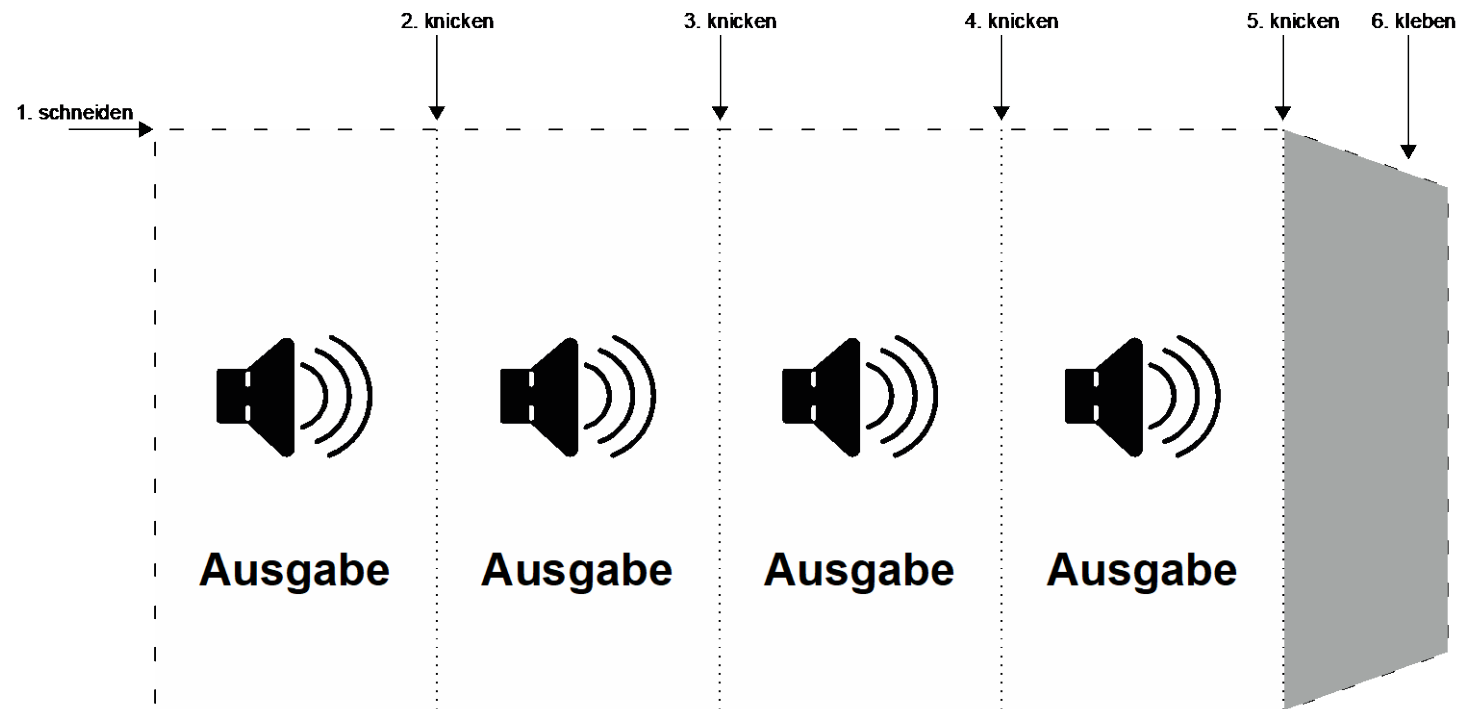 2. knicken
3. knicken
4. knicken
5. knicken
6. kleben
1. schneiden
Ausgabe
Ausgabe
Ausgabe
Ausgabe